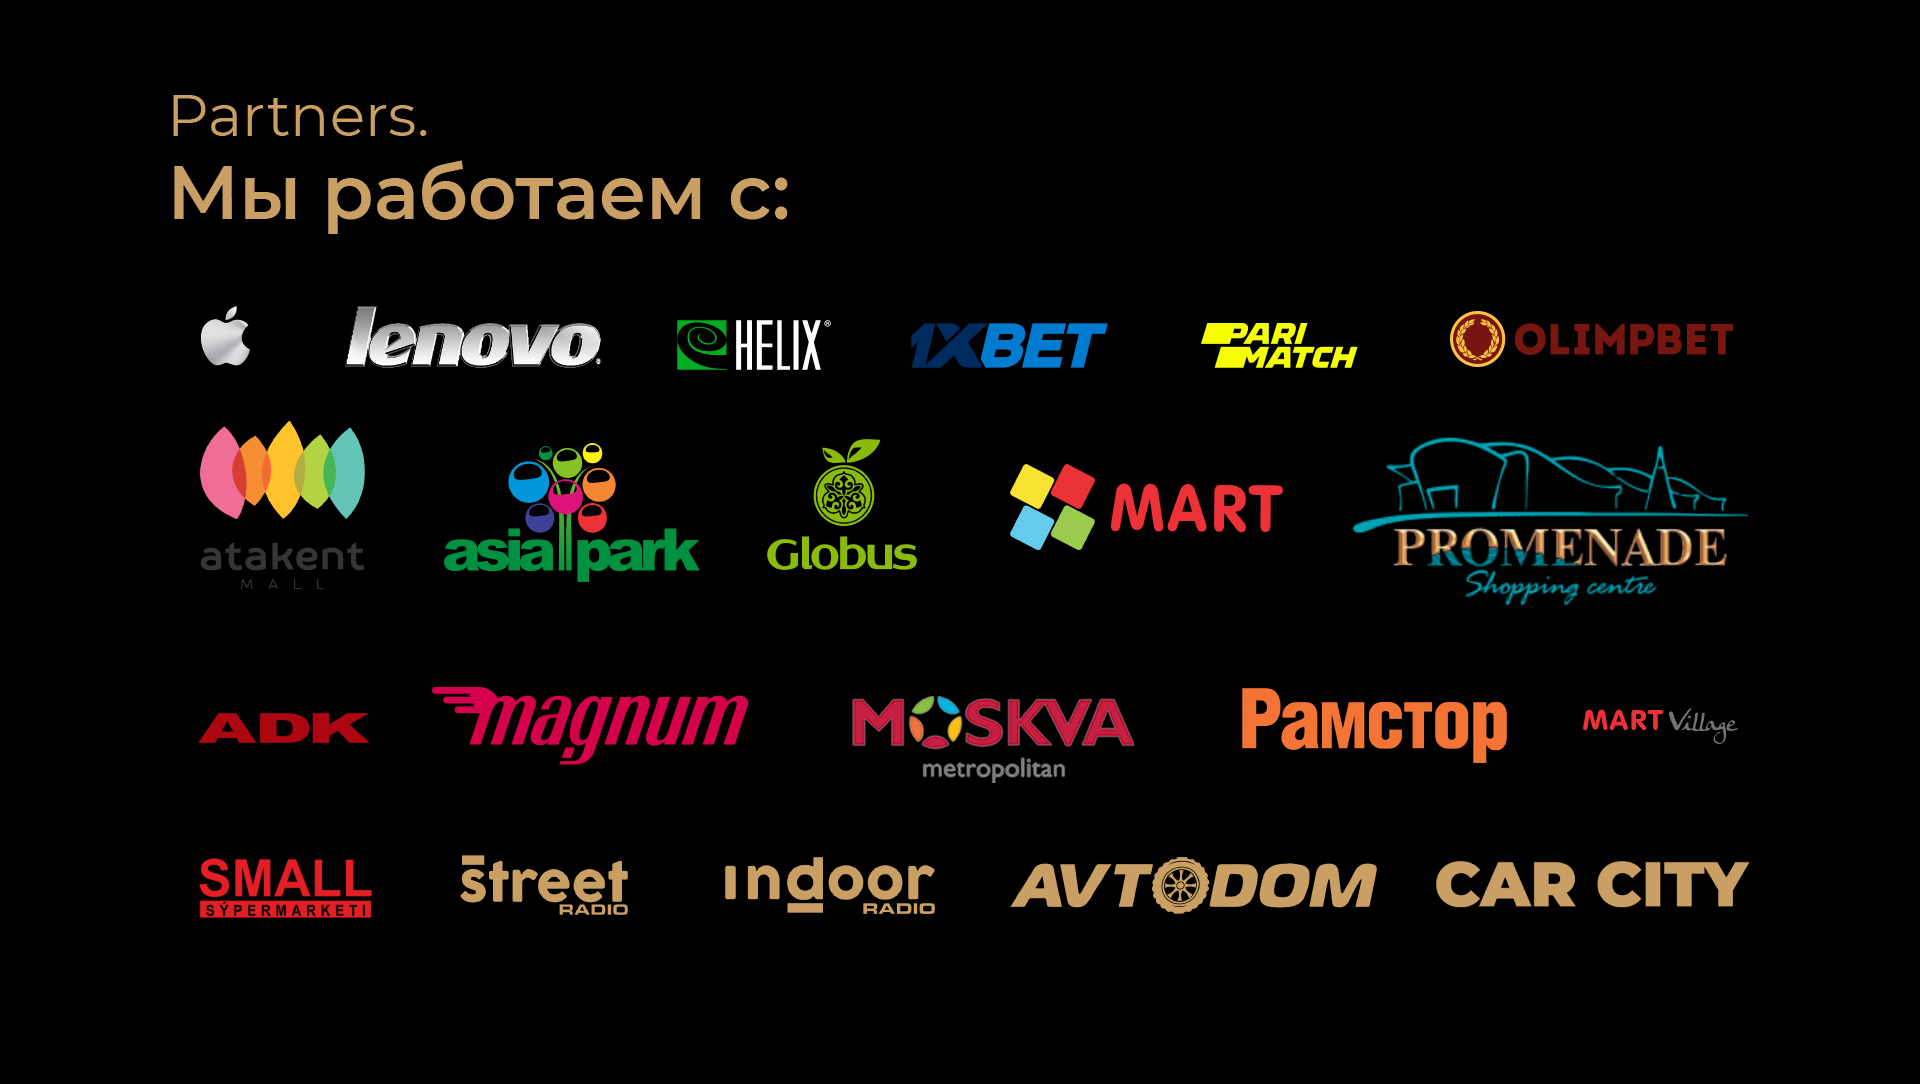 Partners.
Мы работаем с:
lenovo
HELIX®
1XBET
PARI
MATCH
OLIMPBET
atakent
MALL
asia park
Globus
MART
PROMENADE
Shopping centre
ADK
magnum
MOSKVA
metropolitan
Рамстор
MART Village
SMALL
SÝPERMARKETI
street
RADIO
indoor
RADIO
AVTODOM
CAR CITY